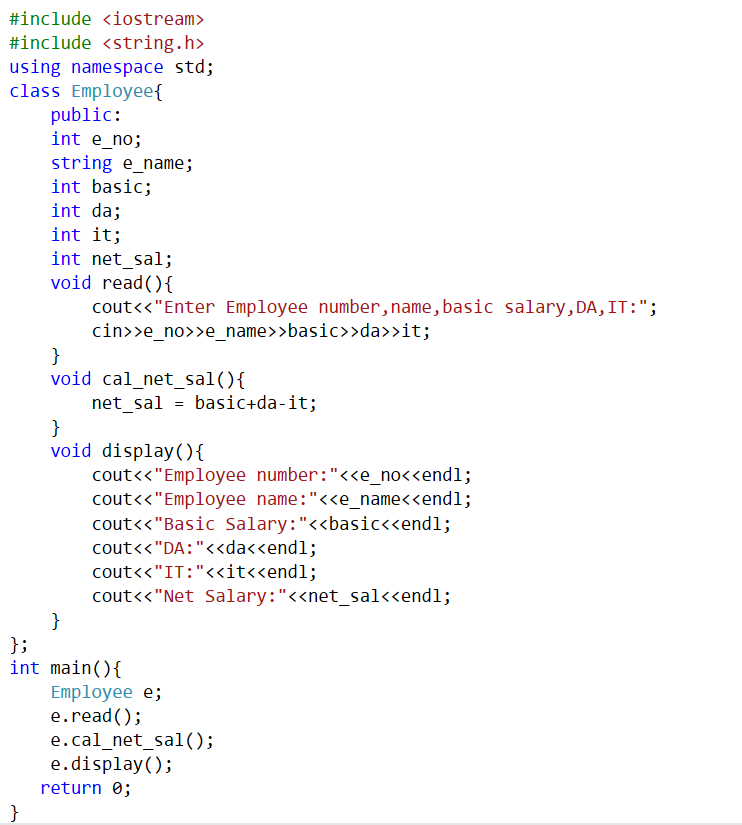 #include <iostream>
#include <string.h>
using namespace std;
class Employee{
    public:
    int e_no;
    string e_name;
    int basic;
    int da;
    int it;
    int net_sal;
    void read(){
        cout<<"Enter Employee number,name,basic salary,DA,IT:";
        cin>>e_no>>e_name>>basic>>da>>it;
    }
    void cal_net_sal(){
        net_sal = basic+da-it;
    }
    void display(){
        cout<<"Employee number:"<<e_no<<endl;
        cout<<"Employee name:"<<e_name<<endl;
        cout<<"Basic Salary:"<<basic<<endl;
        cout<<"DA:"<<da<<endl;
        cout<<"IT:"<<it<<endl;
        cout<<"Net Salary:"<<net_sal<<endl;
    }
};
int main(){
    Employee e;
    e.read();
    e.cal_net_sal();
    e.display();
   return 0;
}